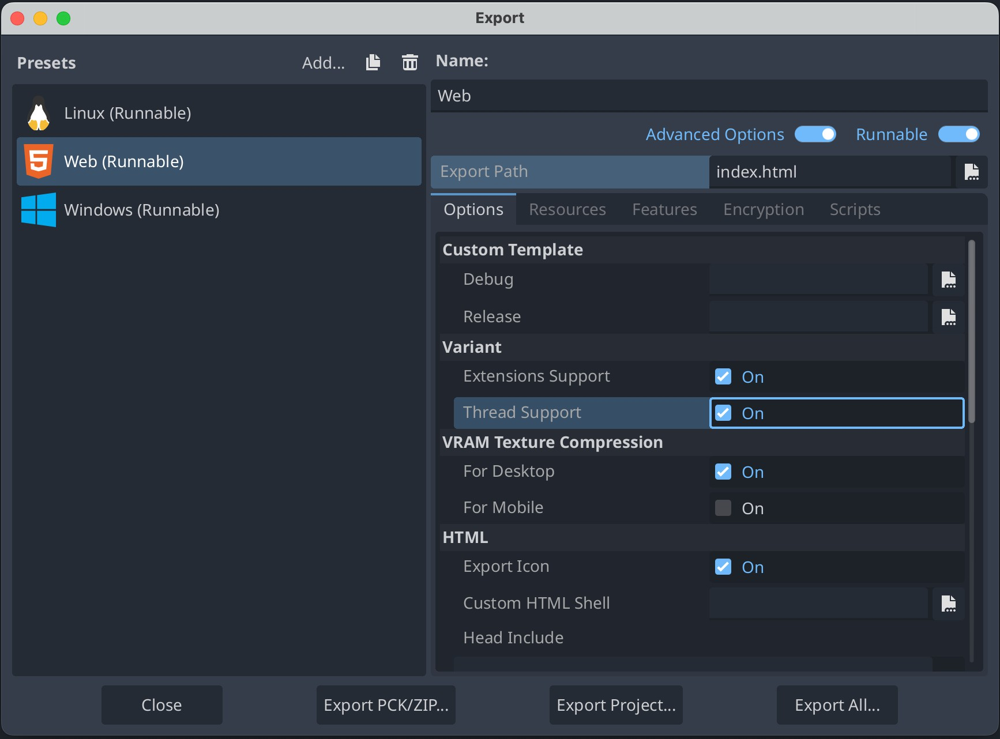 Export
Presets
Add...
Linux (Runnable)
Web (Runnable)
Windows (Runnable)
Name:
Web
Advanced Options
Runnable
Export Path
index.html
Options
Resources
Features
Encryption
Scripts
Custom Template
Debug
Release
Variant
Extensions Support
On
Thread Support
On
VRAM Texture Compression
For Desktop
On
For Mobile
On
HTML
Export Icon
On
Custom HTML Shell
Head Include
Close
Export PCK/ZIP...
Export Project...
Export All...